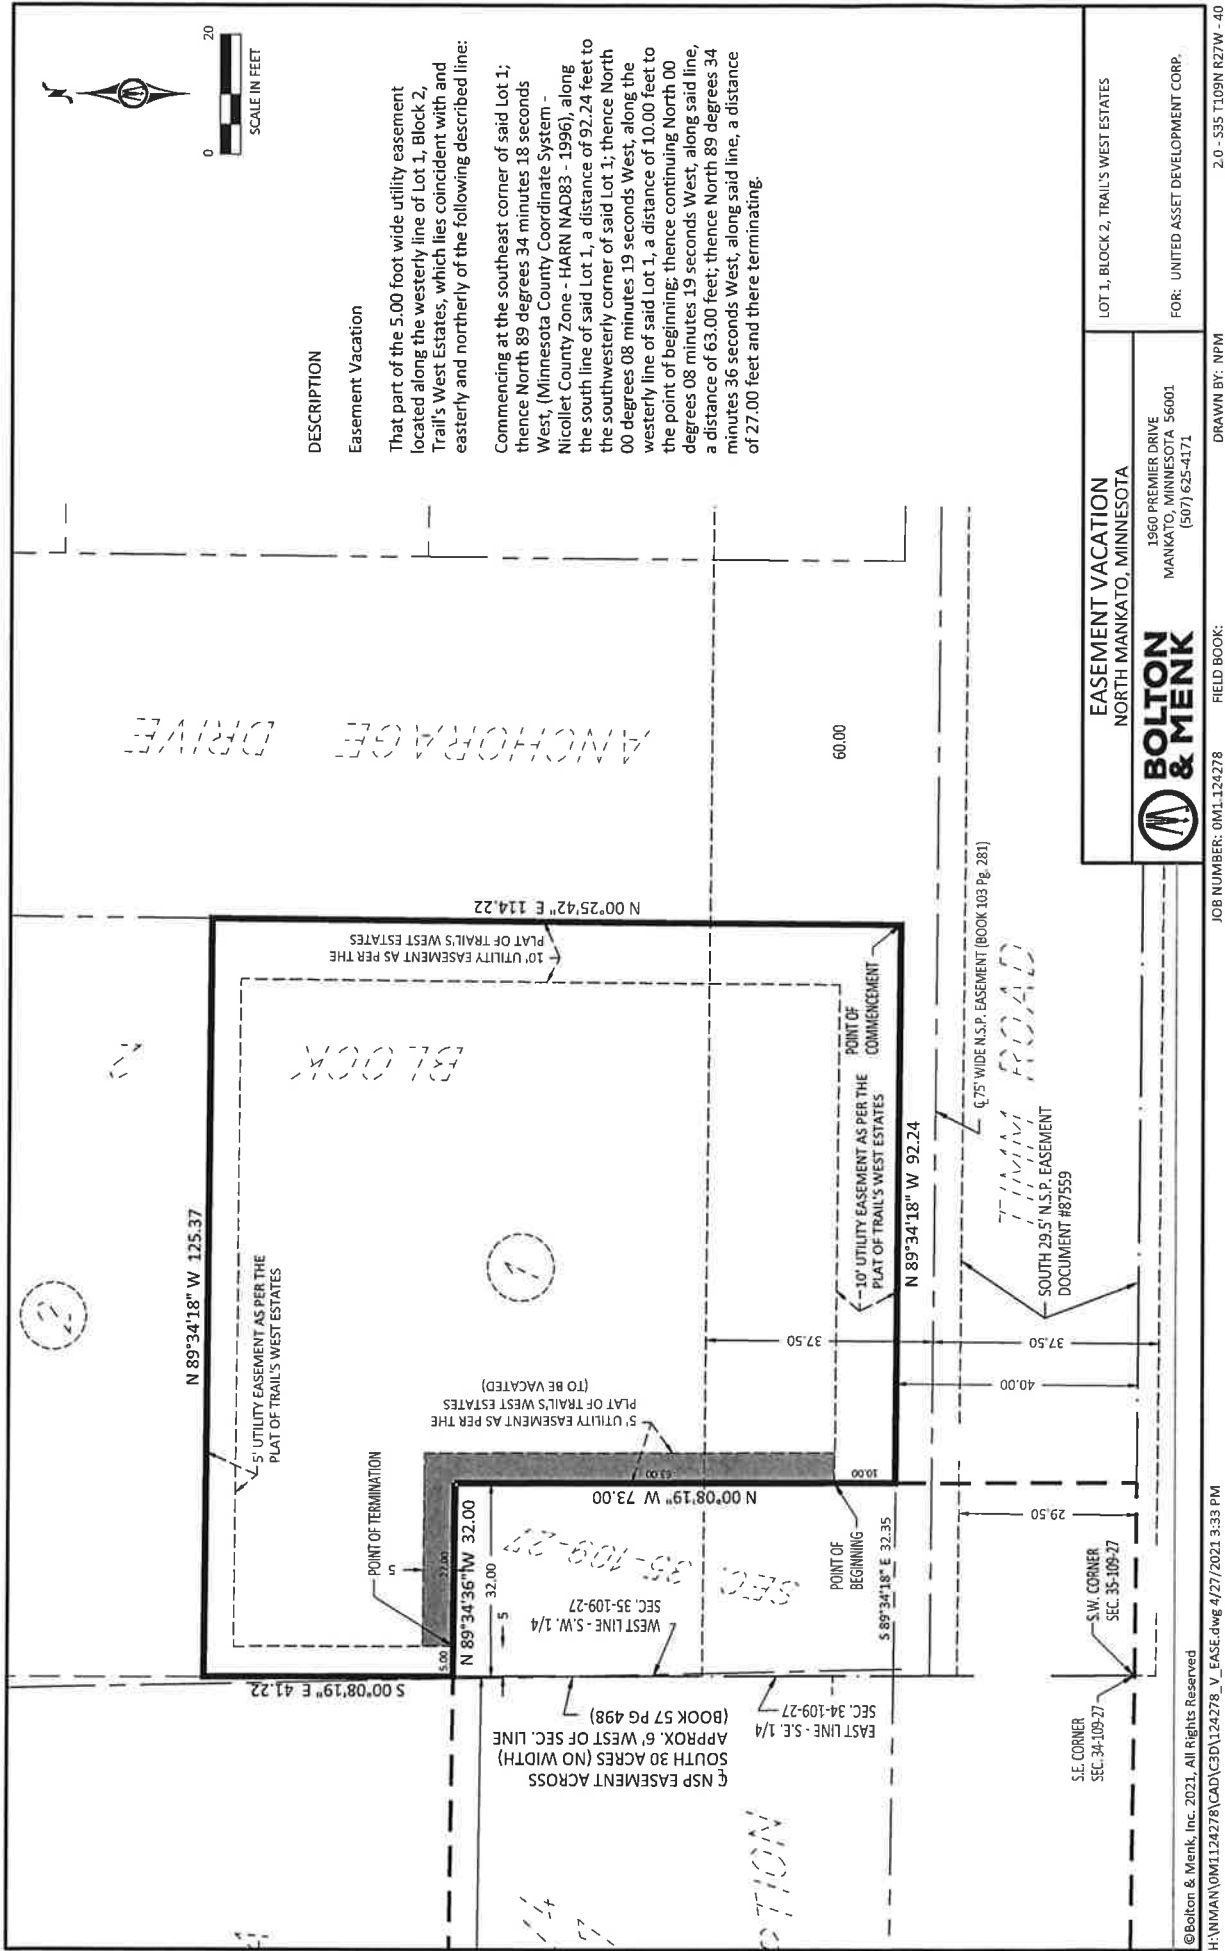 N
0
20
SCALE IN FEET
DESCRIPTION
Easement Vacation
That part of the 5.00 foot wide utility easement
located along the westerly line of Lot 1, Block 2,
Trail's West Estates, which lies coincident with and
easterly and northerly of the following described line:
Commencing at the southeast corner of said Lot 1;
thence North 89 degrees 34 minutes 18 seconds
West, (Minnesota County Coordinate System -
Nicollet County Zone - HARN NAD83 - 1996), along
the south line of said Lot 1, a distance of 92.24 feet to
the southwesterly corner of said Lot 1; thence North
00 degrees 08 minutes 19 seconds West, along the
westerly line of said Lot 1, a distance of 10.00 feet to
the point of beginning; thence continuing North 00
degrees 08 minutes 19 seconds West, along said line,
a distance of 63.00 feet; thence North 89 degrees 34
minutes 36 seconds West, along said line, a distance
of 27.00 feet and there terminating.
2
N 89°34'18" W 125.37
2
5' UTILITY EASEMENT AS PER THE
PLAT OF TRAIL'S WEST ESTATES
BLOCK
10' UTILITY EASEMENT AS PER THE
PLAT OF TRAIL'S WEST ESTATES
N 00°25'42" E 114.22
ANCHORAGE DRIVE
60.00
S 00°08'19" E 41.22
POINT OF TERMINATION
5
5.00
27.00
N 89°34'36" W 32.00
32.00
5
5' UTILITY EASEMENT AS PER THE
PLAT OF TRAIL'S WEST ESTATES
(TO BE VACATED)
63.00
N 00°08'19" W 73.00
1
SEC. 35-109-27
WEST LINE - S.W. 1/4
SEC. 35-109-27
℄ NSP EASEMENT ACROSS
SOUTH 30 ACRES (NO WIDTH)
APPROX. 6' WEST OF SEC. LINE
(BOOK 57 PG 498)
EAST LINE - S.E. 1/4
SEC. 34-109-27
POINT OF
BEGINNING
10.00
S 89°34'18" E 32.35
37.50
10' UTILITY EASEMENT AS PER THE
PLAT OF TRAIL'S WEST ESTATES
POINT OF
COMMENCEMENT
N 89°34'18" W 92.24
℄ 75' WIDE N.S.P. EASEMENT (BOOK 103 Pg. 281)
TIMM ROAD
SOUTH 29.5' N.S.P. EASEMENT
DOCUMENT #87559
37.50
40.00
29.50
S.E. CORNER
SEC. 34-109-27
S.W. CORNER
SEC. 35-109-27
EASEMENT VACATION
NORTH MANKATO, MINNESOTA
BOLTON
& MENK
1960 PREMIER DRIVE
MANKATO, MINNESOTA 56001
(507) 625-4171
LOT 1, BLOCK 2, TRAIL'S WEST ESTATES
FOR: UNITED ASSET DEVELOPMENT CORP.
©Bolton & Menk, Inc. 2021, All Rights Reserved
H:\NMAN\0M1124278\CAD\C3D\124278_V_EASE.dwg 4/27/2021 3:33 PM
JOB NUMBER: 0M1.124278
FIELD BOOK:
DRAWN BY: NPM
2.0 - S35 T109N R27W - 40